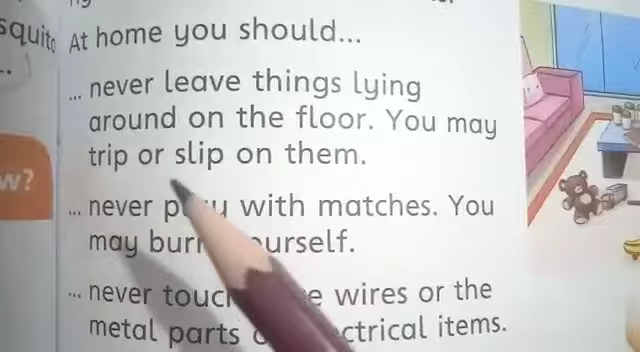 At home you should...
... never leave things lying
around on the floor. You may
trip or slip on them.
... never with matches. You
may
... never wires or the
metal parts items.